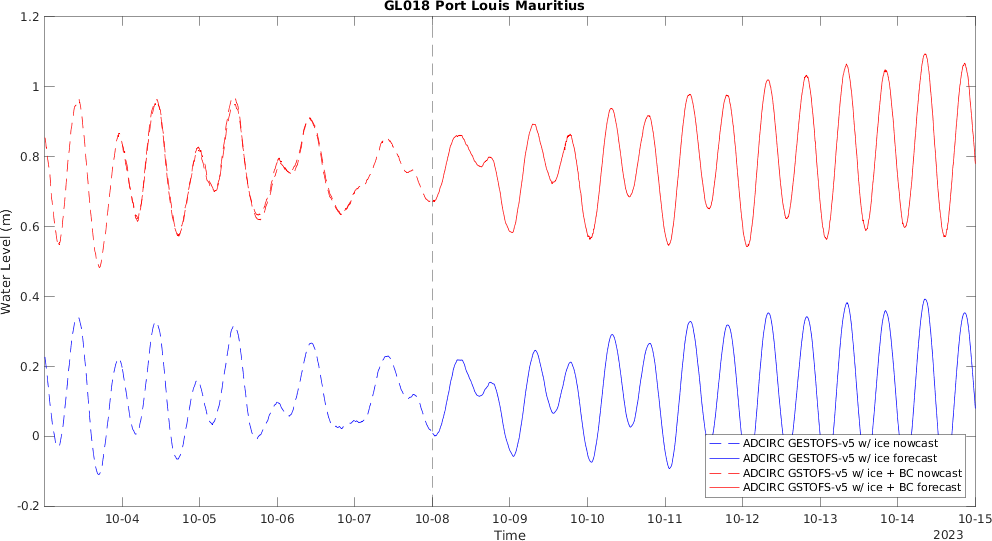 GL018 Port Louis Mauritius
1.2
1
0.8
0.6
0.4
0.2
0
-0.2
Water Level (m)
ADCIRC GESTOFS-v5 w/ ice nowcast
ADCIRC GESTOFS-v5 w/ ice forecast
ADCIRC GSTOFS-v5 w/ ice + BC nowcast
ADCIRC GSTOFS-v5 w/ ice + BC forecast
10-04 10-05 10-06 10-07 10-08 10-09 10-10 10-11 10-12 10-13 10-14 10-15
Time
2023